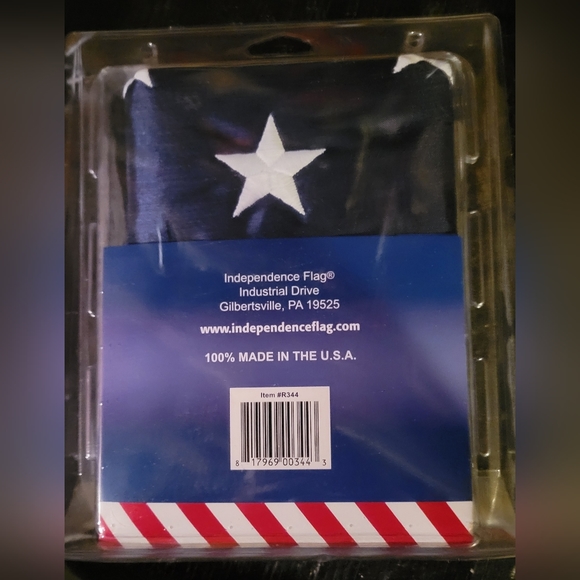 Independence Flag®
Industrial Drive
Gilbertsville, PA 19525
www.independenceflag.com
100% MADE IN THE U.S.A.
Item #R344
8 17969 00344 3